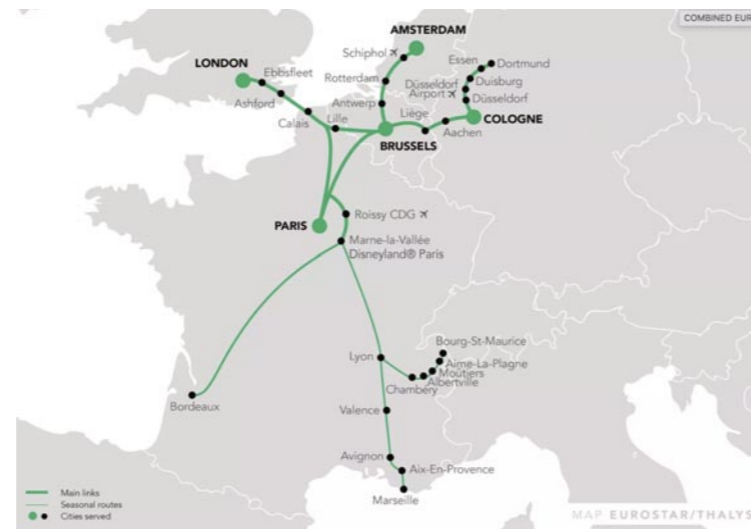 COMBINED EUR
AMSTERDAM
Schiphol
LONDON
Ebbsfleet
Essen
Dortmund
Rotterdam
Düsseldorf
Airport
Duisburg
Ashford
Antwerp
Düsseldorf
Calais
Lille
Liège
COLOGNE
Aachen
BRUSSELS
Roissy CDG
PARIS
Marne-la-Vallée
Disneyland® Paris
Bourg-St-Maurice
Lyon
Aime-La-Plagne
Moûtiers
Albertville
Chambéry
Bordeaux
Valence
Avignon
Aix-En-Provence
Marseille
Main links
Seasonal routes
Cities served
MAP EUROSTAR/THALYS